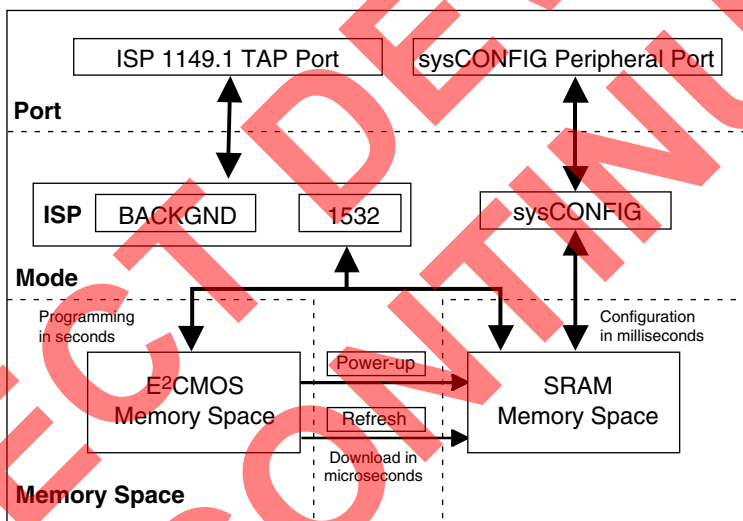 ISP 1149.1 TAP Port
sysCONFIG Peripheral Port
Port
ISP
BACKGND
1532
sysCONFIG
Mode
Programming
in seconds
Configuration
in milliseconds
E²CMOS
Memory Space
Power-up
Refresh
Download in
microseconds
SRAM
Memory Space
Memory Space